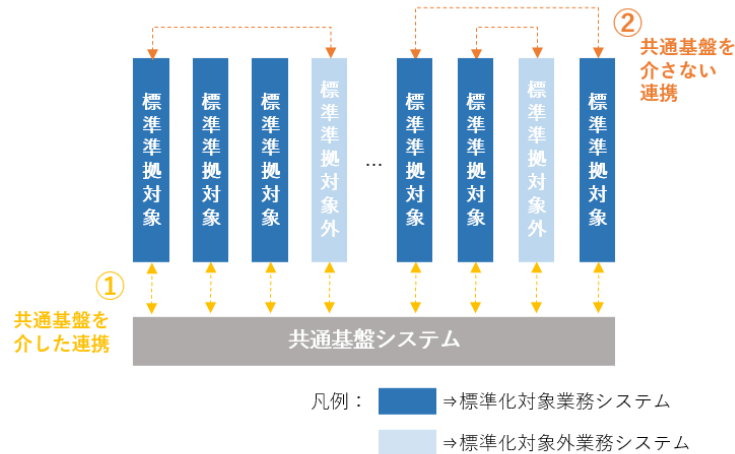 ②
共通基盤を
介さない
連携
標準準拠対象
標準準拠対象
標準準拠対象
標準準拠対象外
…
標準準拠対象
標準準拠対象
標準準拠対象外
標準準拠対象
①
共通基盤を
介した連携
共通基盤システム
凡例：
⇒標準化対象業務システム
⇒標準化対象外業務システム